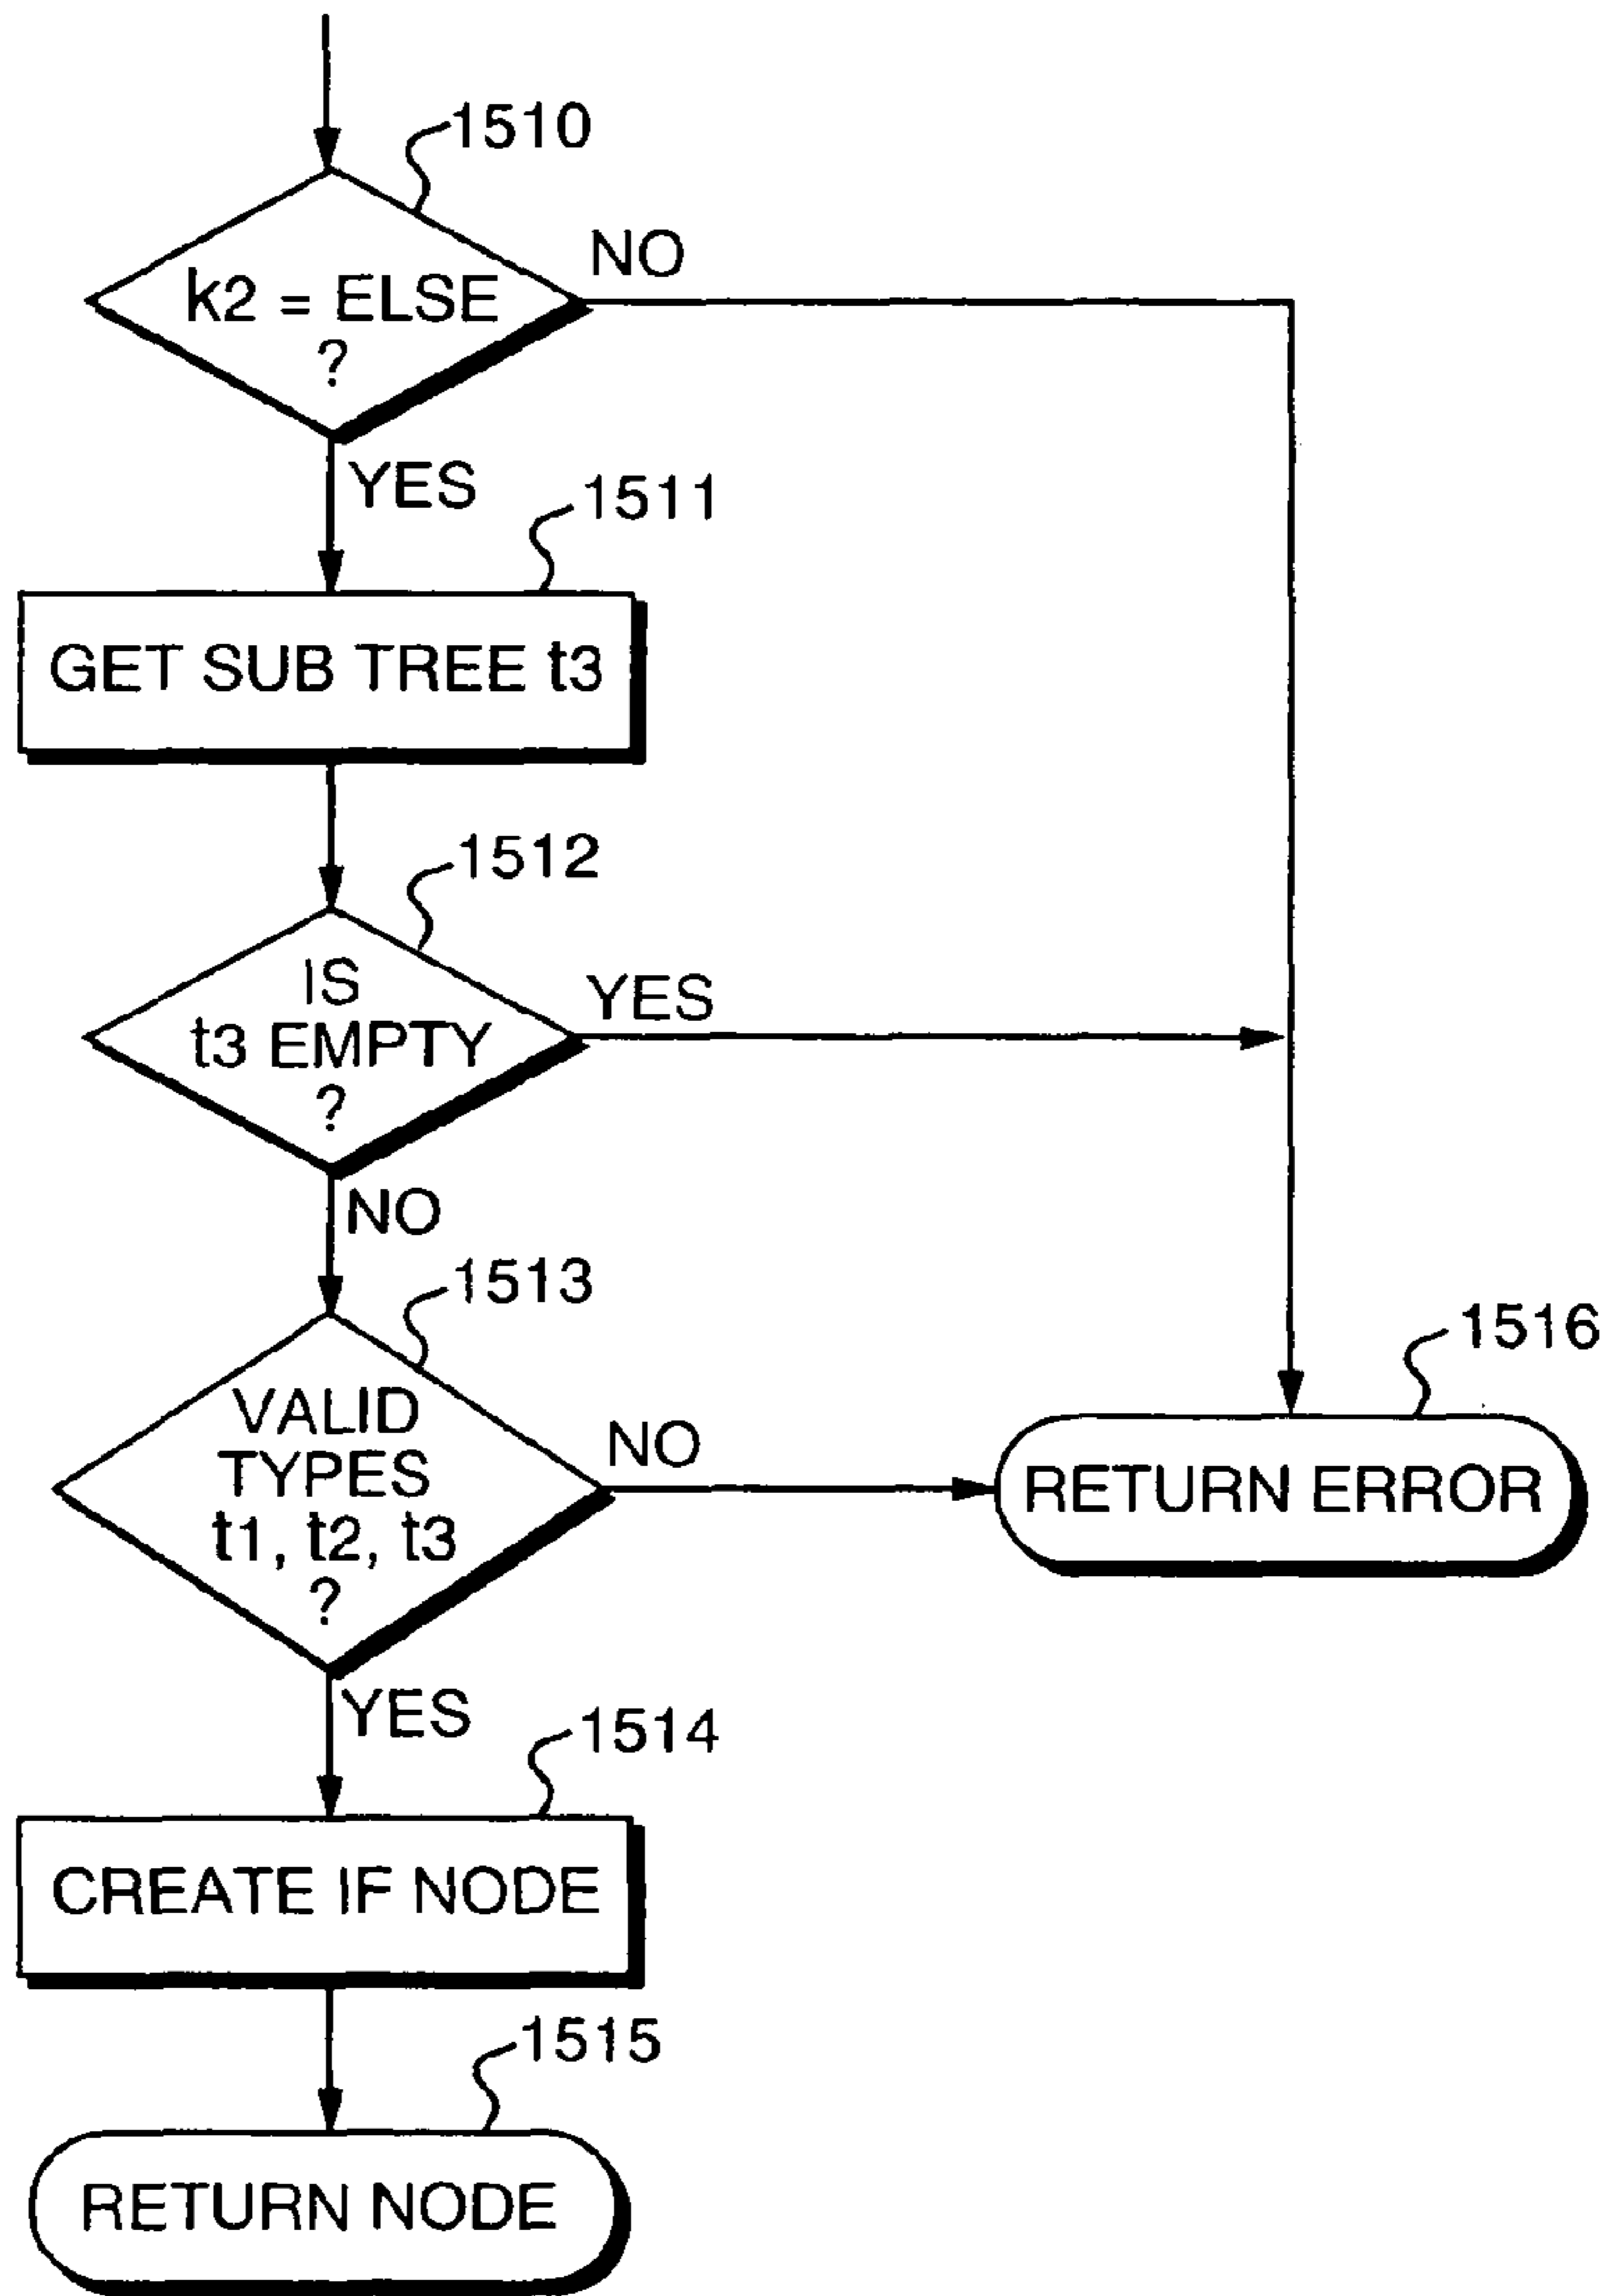 1510
NO
k2 = ELSE
?
YES
1511
GET SUB TREE t3
1512
IS
t3 EMPTY
?
YES
NO
1513
VALID
TYPES
t1, t2, t3
?
NO
1516
RETURN ERROR
YES
1514
CREATE IF NODE
1515
RETURN NODE